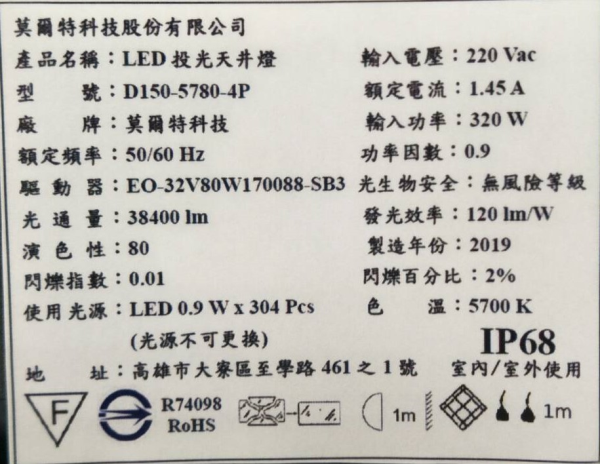 莫爾特科技股份有限公司
產品名稱：LED 投光天井燈 輸入電壓：220 Vac
型 號：D150-5780-4P 額定電流：1.45 A
廠 牌：莫爾特科技 輸入功率：320 W
額定頻率：50/60 Hz 功率因數：0.9
驅 動 器：EO-32V80W170088-SB3 光生物安全：無風險等級
光 通 量：38400 lm 發光效率：120 lm/W
演 色 性：80 製造年份：2019
閃爍指數：0.01 閃爍百分比：2%
使用光源：LED 0.9 W x 304 Pcs 色 溫：5700 K
(光源不可更換) IP68
地 址：高雄市大寮區至學路 461 之 1 號 室內/室外使用
F R74098 1m 1m
RoHS